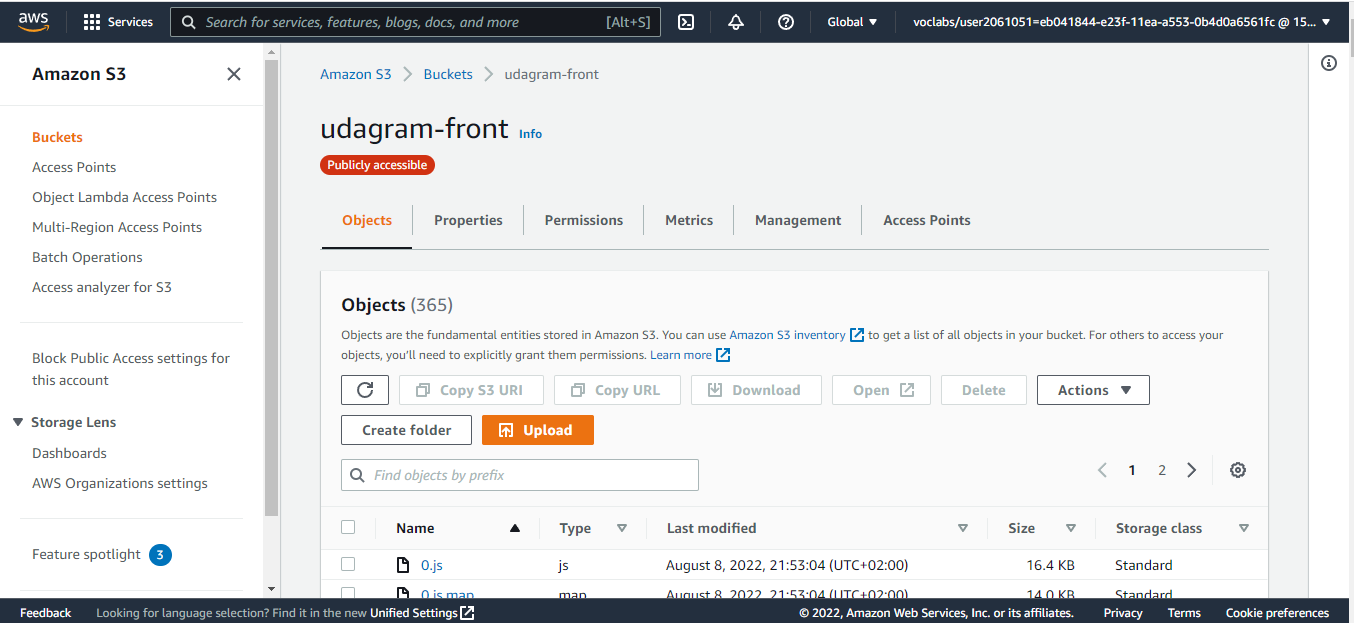 aws
Services
Search for services, features, blogs, docs, and more [Alt+S]
Global
voclabs/user2061051=eb041844-e23f-11ea-a553-0b4d0a6561fc @ 15...
Amazon S3
Buckets
Access Points
Object Lambda Access Points
Multi-Region Access Points
Batch Operations
Access analyzer for S3
Block Public Access settings for
this account
Storage Lens
Dashboards
AWS Organizations settings
Feature spotlight 3
Amazon S3 Buckets udagram-front
udagram-front Info
Publicly accessible
Objects Properties Permissions Metrics Management Access Points
Objects (365)
Objects are the fundamental entities stored in Amazon S3. You can use Amazon S3 inventory to get a list of all objects in your bucket. For others to access your
objects, you'll need to explicitly grant them permissions. Learn more
Copy S3 URI Copy URL Download Open Delete Actions
Create folder Upload
Find objects by prefix
1 2
Name Type Last modified Size Storage class
0.js js August 8, 2022, 21:53:04 (UTC+02:00) 16.4 KB Standard
0.js.map map August 8, 2022, 21:53:04 (UTC+02:00) 14.0 KB Standard
Feedback Looking for language selection? Find it in the new Unified Settings © 2022, Amazon Web Services, Inc. or its affiliates. Privacy Terms Cookie preferences